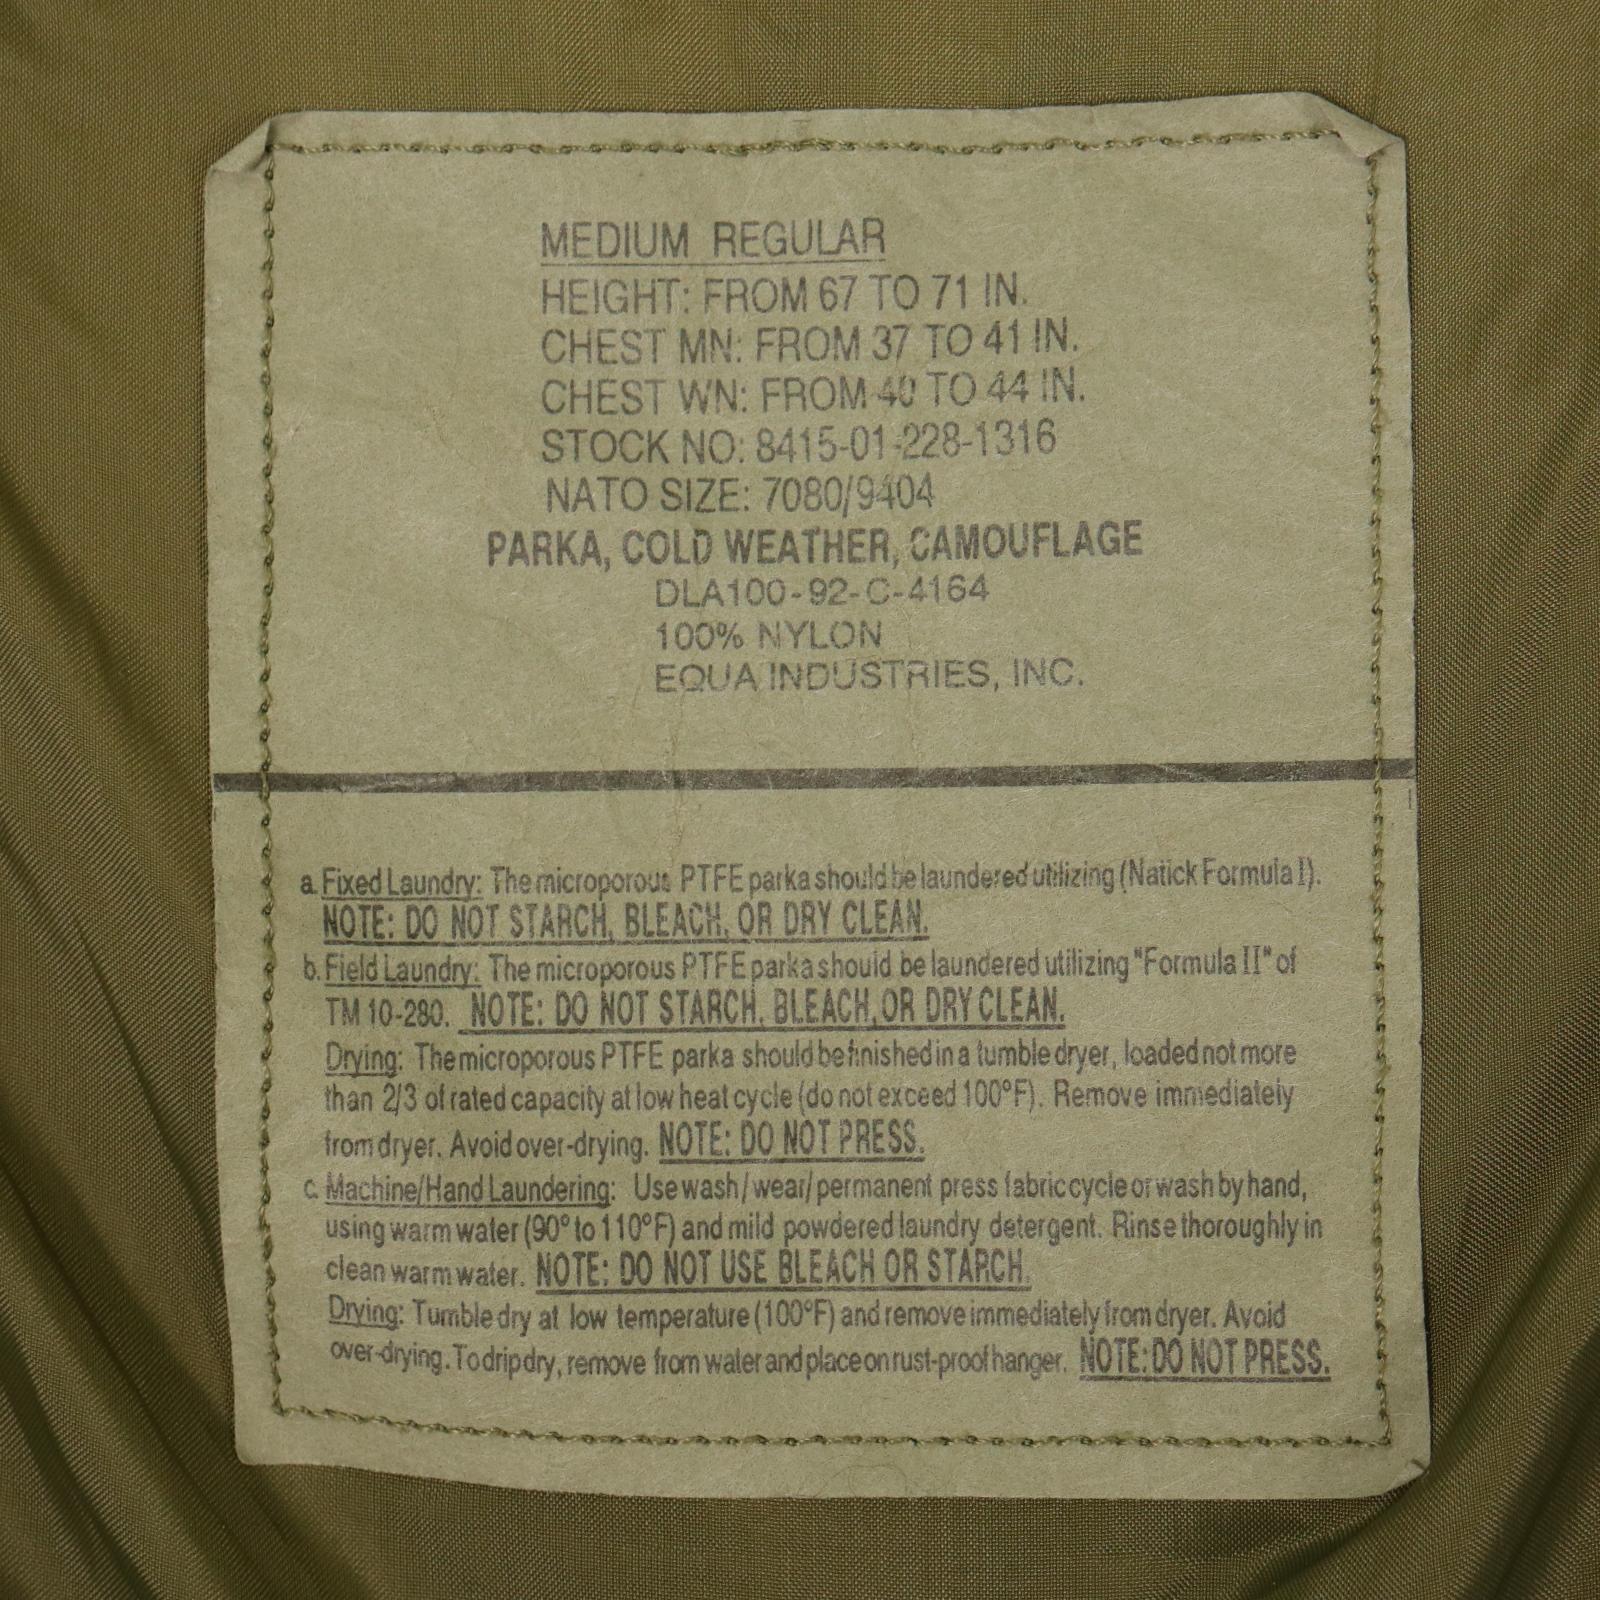 MEDIUM REGULAR
HEIGHT: FROM 67 TO 71 IN.
CHEST MN: FROM 37 TO 41 IN.
CHEST WN: FROM 40 TO 44 IN.
STOCK NO: 8415-01-228-1316
NATO SIZE: 7080/9404
PARKA, COLD WEATHER, CAMOUFLAGE
DLA100-92-C-4164
100% NYLON
EQUA INDUSTRIES, INC.
a. Fixed Laundry: The microporous PTFE parka should be laundered utilizing (Natick Formula I).
NOTE: DO NOT STARCH, BLEACH, OR DRY CLEAN.
b. Field Laundry: The microporous PTFE parka should be laundered utilizing "Formula II" of
TM 10-280. NOTE: DO NOT STARCH, BLEACH, OR DRY CLEAN.
Drying: The microporous PTFE parka should be finished in a tumble dryer, loaded not more
than 2/3 of rated capacity at low heat cycle (do not exceed 100°F). Remove immediately
from dryer. Avoid over-drying. NOTE: DO NOT PRESS.
c. Machine/Hand Laundering: Use wash/wear/permanent press fabric cycle or wash by hand,
using warm water (90° to 110°F) and mild powdered laundry detergent. Rinse thoroughly in
clean warm water. NOTE: DO NOT USE BLEACH OR STARCH.
Drying: Tumble dry at low temperature (100°F) and remove immediately from dryer. Avoid
over-drying. To drip dry, remove from water and place on rust-proof hanger. NOTE: DO NOT PRESS.